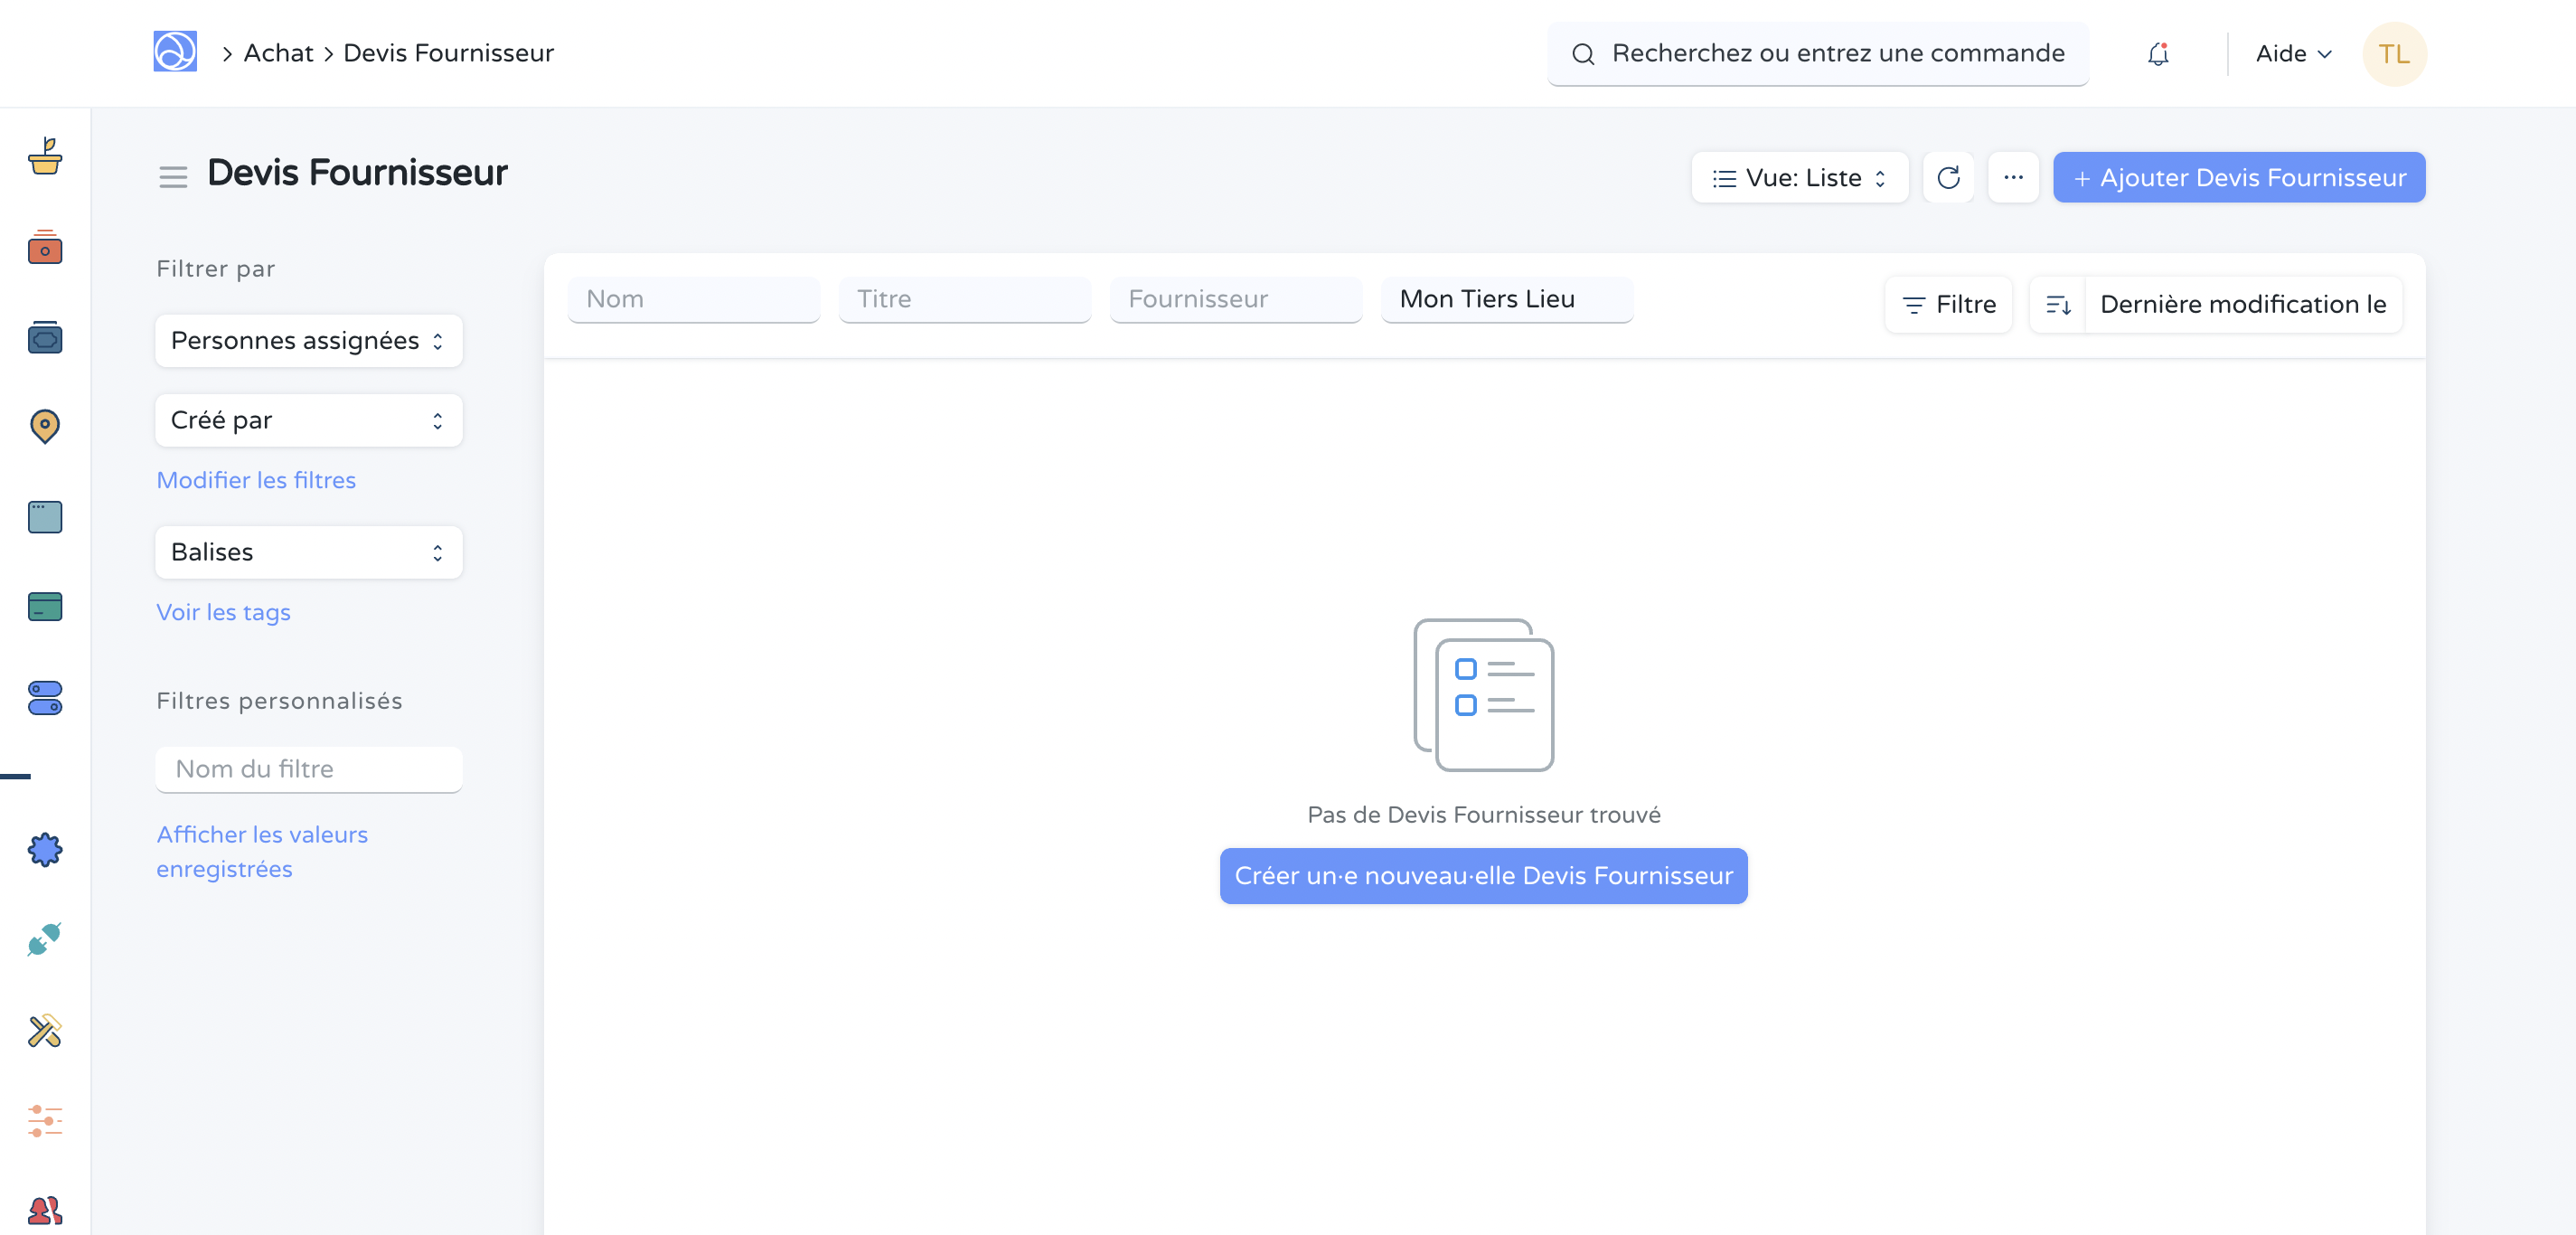 Achat
Devis Fournisseur
Recherchez ou entrez une commande
Aide
TL
Devis Fournisseur
Vue: Liste
+ Ajouter Devis Fournisseur
Filtrer par
Personnes assignées
Créé par
Modifier les filtres
Balises
Voir les tags
Filtres personnalisés
Nom du filtre
Afficher les valeurs
enregistrées
Nom
Titre
Fournisseur
Mon Tiers Lieu
Filtre
Dernière modification le
Pas de Devis Fournisseur trouvé
Créer un·e nouveau·elle Devis Fournisseur